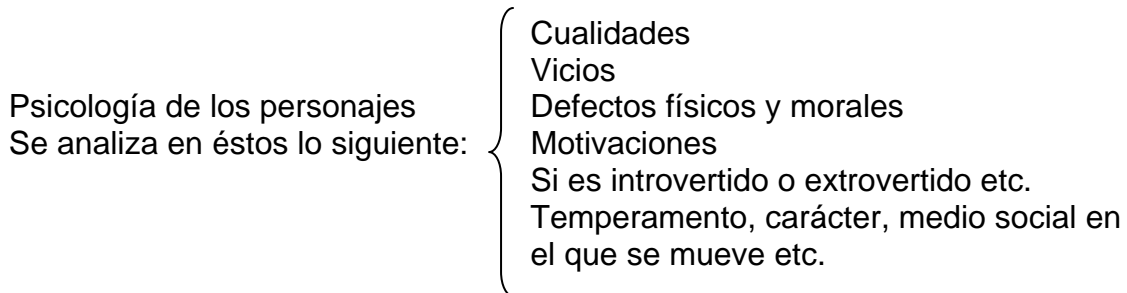 Psicología de los personajes
Se analiza en éstos lo siguiente:
Cualidades
Vicios
Defectos físicos y morales
Motivaciones
Si es introvertido o extrovertido etc.
Temperamento, carácter, medio social en
el que se mueve etc.